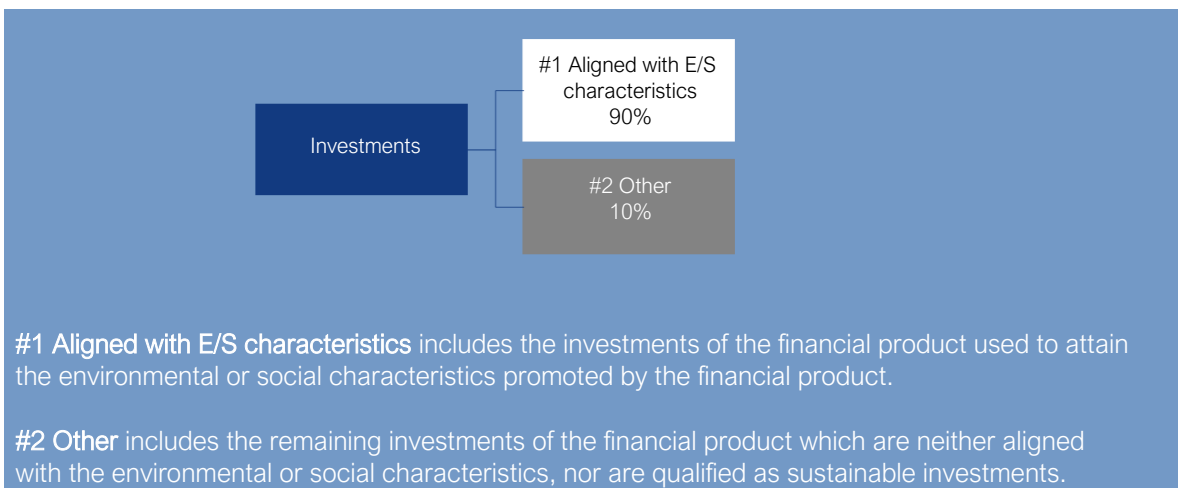 #1 Aligned with E/S
characteristics
90%
Investments
#2 Other
10%
#1 Aligned with E/S characteristics includes the investments of the financial product used to attain
the environmental or social characteristics promoted by the financial product.
#2 Other includes the remaining investments of the financial product which are neither aligned
with the environmental or social characteristics, nor are qualified as sustainable investments.